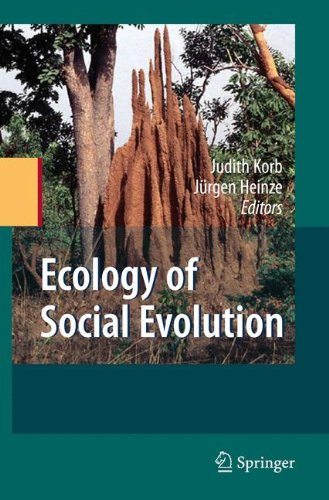 Judith Korb
Jürgen Heinze
Editors
Ecology of
Social Evolution
Springer